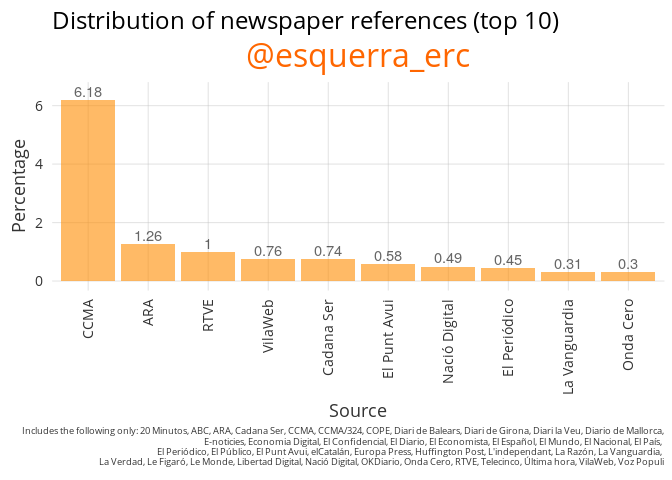 Distribution of newspaper references (top 10)
@esquerra_erc
Percentage
6
4
2
0
6.18
1.26
1
0.76
0.74
0.58
0.49
0.45
0.31
0.3
CCMA
ARA
RTVE
VilaWeb
Cadana Ser
El Punt Avui
Nació Digital
El Periódico
La Vanguardia
Onda Cero
Source
Includes the following only: 20 Minutos, ABC, ARA, Cadana Ser, CCMA, CCMA/324, COPE, Diari de Balears, Diari de Girona, Diari la Veu, Diario de Mallorca,
E-noticies, Economia Digital, El Confidencial, El Diario, El Economista, El Español, El Mundo, El Nacional, El País,
El Periódico, El Público, El Punt Avui, elCatalán, Europa Press, Huffington Post, L'independant, La Razón, La Vanguardia,
La Verdad, Le Figaró, Le Monde, Libertad Digital, Nació Digital, OKDiario, Onda Cero, RTVE, Telecinco, Última hora, VilaWeb, Voz Populi